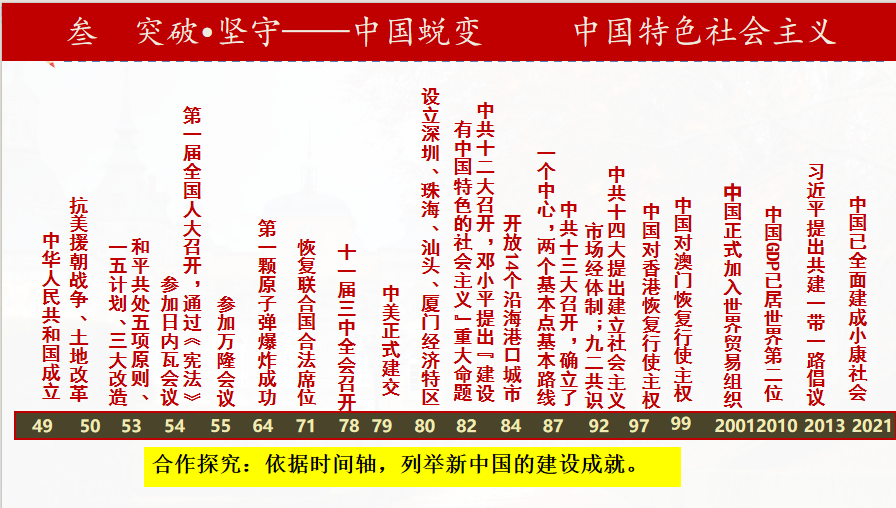 叁 突破•坚守——中国蜕变 中国特色社会主义
中华人民共和国成立
抗美援朝战争、土地改革
一五计划、三大改造
和平共处五项原则、
参加日内瓦会议
第一届全国人大召开，通过《宪法》
参加万隆会议
第一颗原子弹爆炸成功
恢复联合国合法席位
十一届三中全会召开
中美正式建交
设立深圳、珠海、汕头、厦门经济特区
中共十二大召开，邓小平提出『建设
有中国特色的社会主义』重大命题
开放14个沿海港口城市
一个中心，两个基本点基本路线
中共十三大召开，确立了
中共十四大提出建立社会主义
市场经体制；九二共识
中国对香港恢复行使主权
中国对澳门恢复行使主权
中国正式加入世界贸易组织
中国GDP已居世界第二位
习近平提出共建一带一路倡议
中国已全面建成小康社会
49 50 53 54 55 64 71 78 79 80 82 84 87 92 97 99 2001 2010 2013 2021
合作探究：依据时间轴，列举新中国的建设成就。